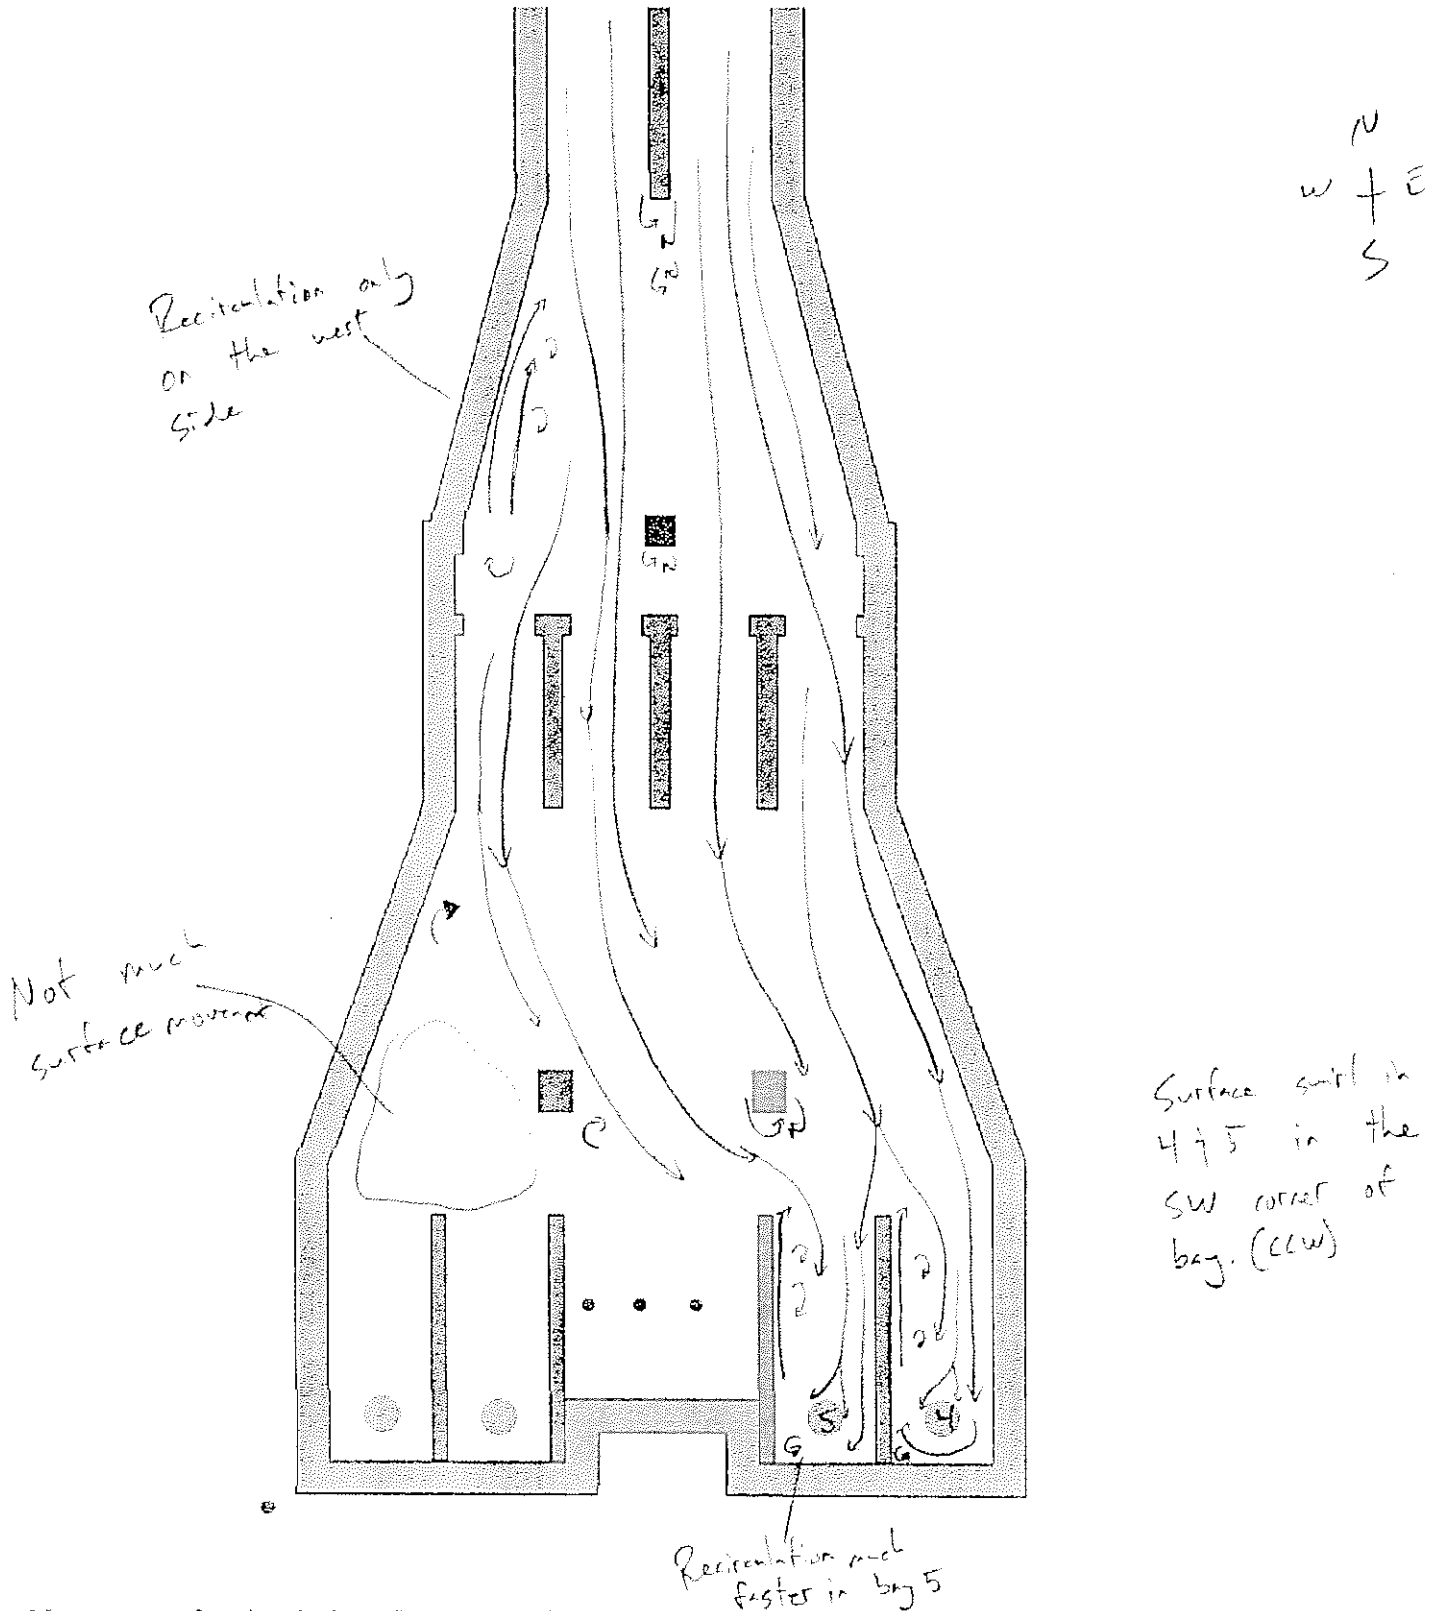 N
W E
S
Recirculation only
on the west
side
Not much
surface movement
Surface swirl in
4 & 5 in the
SW corner of
bay. (CCW)
5
4
Recirculation much
faster in bay 5